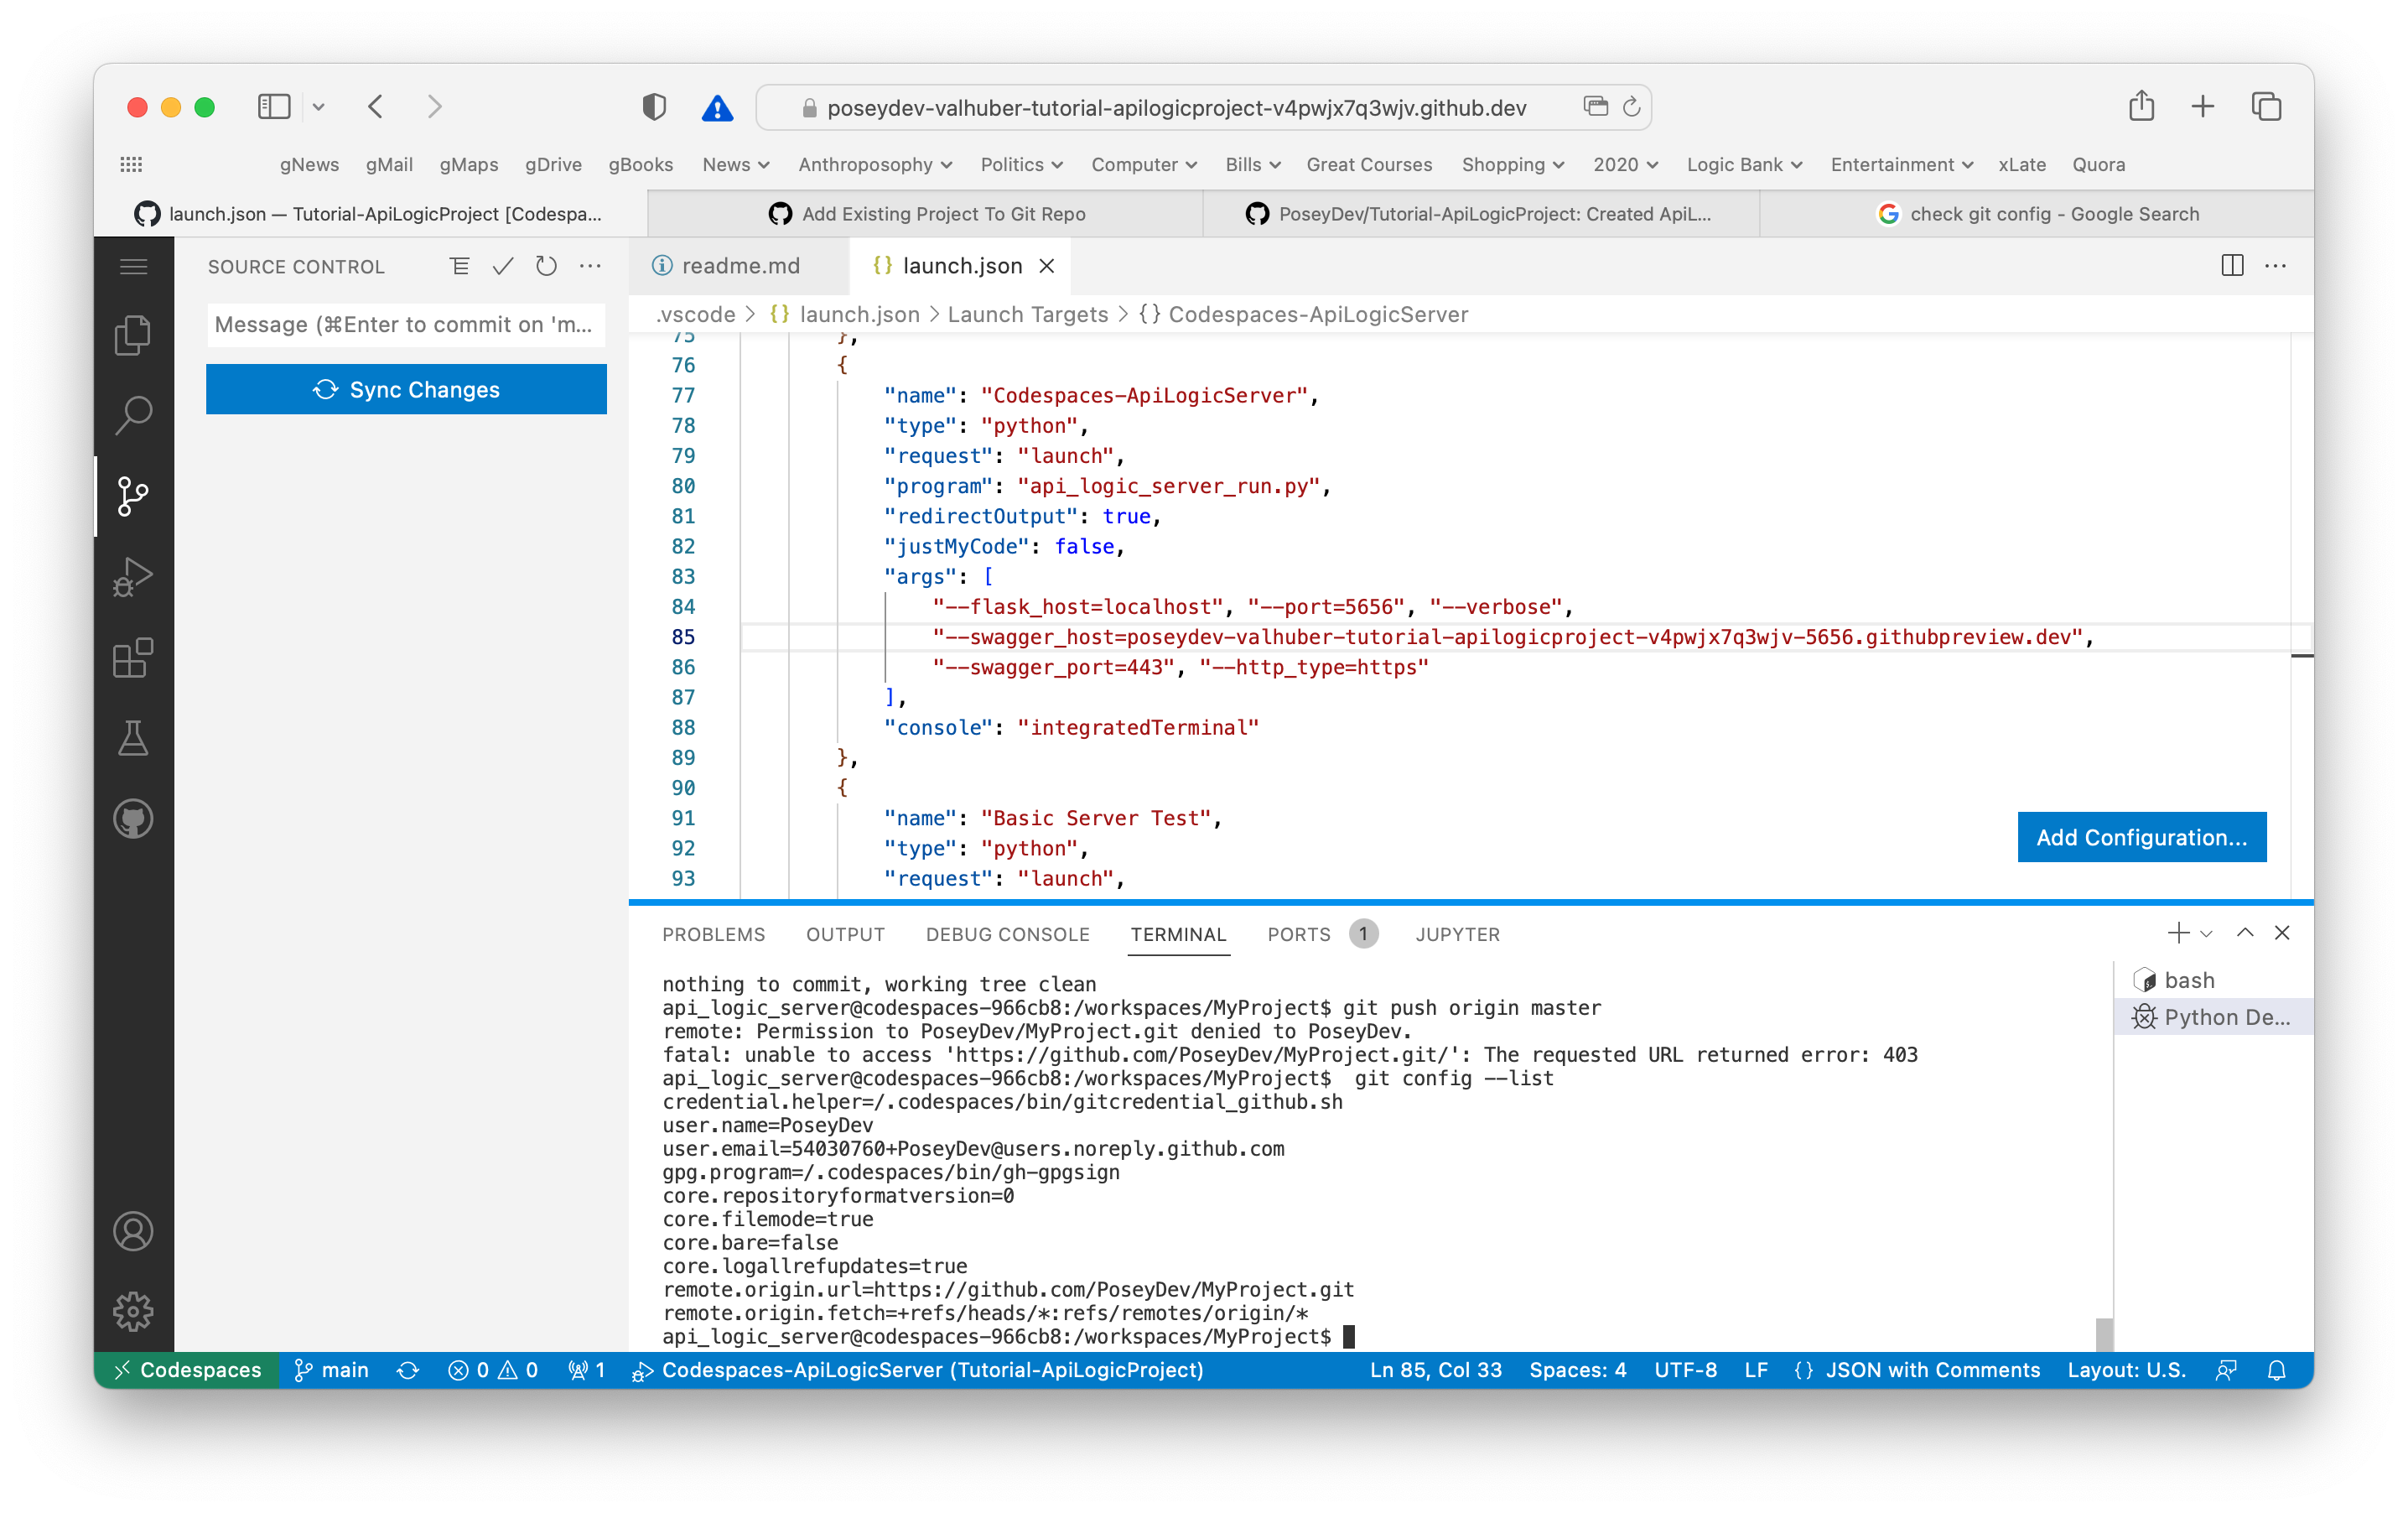 poseydev-valhuber-tutorial-apilogicproject-v4pwjx7q3wjv.github.dev
gNews gMail gMaps gDrive gBooks News Anthroposophy Politics Computer Bills Great Courses Shopping 2020 Logic Bank Entertainment xLate Quora
launch.json — Tutorial-ApiLogicProject [Codespa... Add Existing Project To Git Repo PoseyDev/Tutorial-ApiLogicProject: Created ApiL... check git config - Google Search
SOURCE CONTROL
Message (⌘Enter to commit on 'm...
Sync Changes
readme.md {} launch.json
.vscode > {} launch.json > Launch Targets > {} Codespaces-ApiLogicServer
75 },
76 {
77 "name": "Codespaces-ApiLogicServer",
78 "type": "python",
79 "request": "launch",
80 "program": "api_logic_server_run.py",
81 "redirectOutput": true,
82 "justMyCode": false,
83 "args": [
84 "--flask_host=localhost", "--port=5656", "--verbose",
85 "--swagger_host=poseydev-valhuber-tutorial-apilogicproject-v4pwjx7q3wjv-5656.githubpreview.dev",
86 "--swagger_port=443", "--http_type=https"
87 ],
88 "console": "integratedTerminal"
89 },
90 {
91 "name": "Basic Server Test",
92 "type": "python",
93 "request": "launch",
Add Configuration...
PROBLEMS OUTPUT DEBUG CONSOLE TERMINAL PORTS 1 JUPYTER
nothing to commit, working tree clean
api_logic_server@codespaces-966cb8:/workspaces/MyProject$ git push origin master
remote: Permission to PoseyDev/MyProject.git denied to PoseyDev.
fatal: unable to access 'https://github.com/PoseyDev/MyProject.git/': The requested URL returned error: 403
api_logic_server@codespaces-966cb8:/workspaces/MyProject$  git config --list
credential.helper=/.codespaces/bin/gitcredential_github.sh
user.name=PoseyDev
user.email=54030760+PoseyDev@users.noreply.github.com
gpg.program=/.codespaces/bin/gh-gpgsign
core.repositoryformatversion=0
core.filemode=true
core.bare=false
core.logallrefupdates=true
remote.origin.url=https://github.com/PoseyDev/MyProject.git
remote.origin.fetch=+refs/heads/*:refs/remotes/origin/*
api_logic_server@codespaces-966cb8:/workspaces/MyProject$
bash
Python De...
Codespaces main 0 0 1 Codespaces-ApiLogicServer (Tutorial-ApiLogicProject) Ln 85, Col 33 Spaces: 4 UTF-8 LF {} JSON with Comments Layout: U.S.